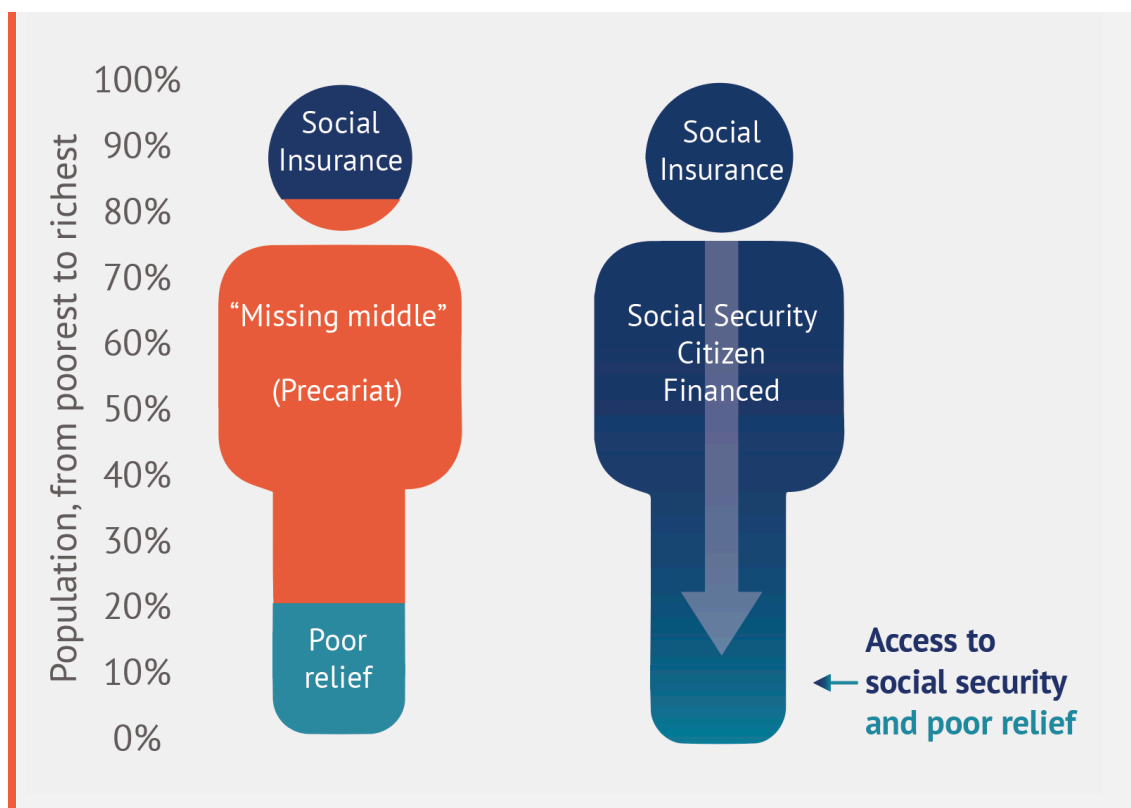 Population, from poorest to richest
100%
90%
80%
70%
60%
50%
40%
30%
20%
10%
0%
Social
Insurance
“Missing middle”
(Precariat)
Poor
relief
Social
Insurance
Social Security
Citizen
Financed
Access to
social security
and poor relief